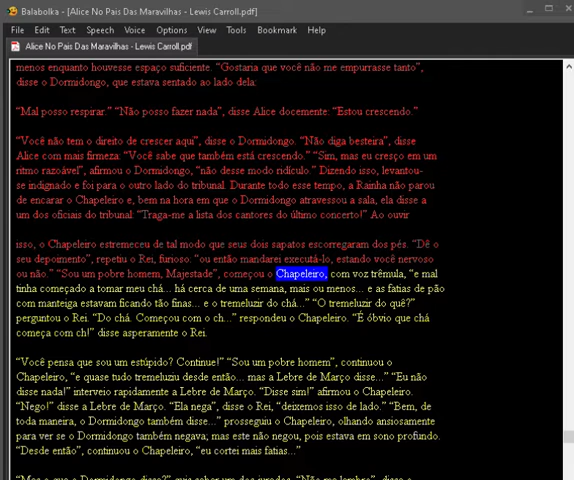 Balabolka - [Alice No Pais Das Maravilhas - Lewis Carroll.pdf]
File Edit Text Speech Voice Options View Tools Bookmark Help
Alice No Pais Das Maravilhas - Lewis Carroll.pdf
menos enquanto houvesse espaço suficiente. “Gostaria que você não me empurrasse tanto”,
disse o Dormidongo, que estava sentado ao lado dela:
“Mal posso respirar.” “Não posso fazer nada”, disse Alice docemente: “Estou crescendo.”
“Você não tem o direito de crescer aqui”, disse o Dormidongo. “Não diga besteira”, disse
Alice com mais firmeza: “Você sabe que também está crescendo.” “Sim, mas eu cresço em um
ritmo razoável”, afirmou o Dormidongo, “não desse modo ridículo.” Dizendo isso, levantou-
se indignado e foi para o outro lado do tribunal. Durante todo esse tempo, a Rainha não parou
de encarar o Chapeleiro e, bem na hora em que o Dormidongo atravessou a sala, ela disse a
um dos oficiais do tribunal: “Traga-me a lista dos cantores do último concerto!” Ao ouvir
isso, o Chapeleiro estremeceu de tal modo que seus dois sapatos escorregaram dos pés. “Dê o
seu depoimento”, repetiu o Rei, furioso: “ou então mandarei executá-lo, estando você nervoso
ou não.” “Sou um pobre homem, Majestade”, começou o Chapeleiro, com voz trêmula, “e mal
tinha começado a tomar meu chá... há cerca de uma semana, mais ou menos... e as fatias de pão
com manteiga estavam ficando tão finas... e o tremeluzir do chá...” “O tremeluzir do quê?”
perguntou o Rei. “Do chá. Começou com o ch...” respondeu o Chapeleiro. “É óbvio que chá
começa com ch!” disse asperamente o Rei.
“Você pensa que sou um estúpido? Continue!” “Sou um pobre homem”, continuou o
Chapeleiro, “e quase tudo tremeluziu desde então... mas a Lebre de Março disse...” “Eu não
disse nada!” interveio rapidamente a Lebre de Março. “Disse sim!” afirmou o Chapeleiro.
“Nego!” disse a Lebre de Março. “Ela nega”, disse o Rei, “deixemos isso de lado.” “Bem, de
toda maneira, o Dormidongo também disse...” prosseguiu o Chapeleiro, olhando ansiosamente
para ver se o Dormidongo também negava; mas este não negou, pois estava em sono profundo.
“Desde então”, continuou o Chapeleiro, “eu cortei mais fatias...”
“Mas o que o Dormidongo disse?” quis saber um dos jurados. “Não me lembro”, disse o